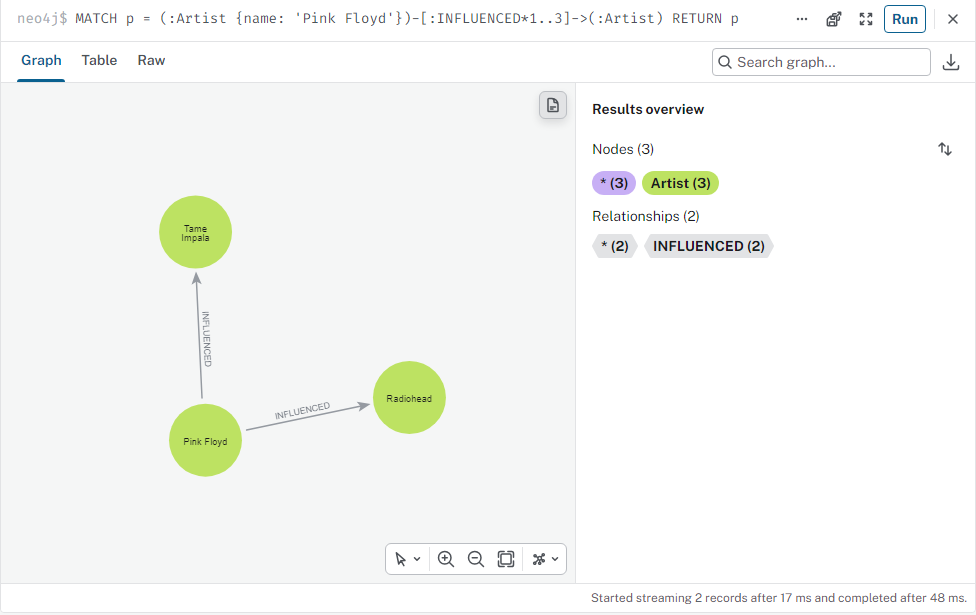 neo4j$ MATCH p = (:Artist {name: 'Pink Floyd'})-[:INFLUENCED*1..3]->(:Artist) RETURN p
Run
Graph
Table
Raw
Search graph...
Results overview
Nodes (3)
* (3)
Artist (3)
Relationships (2)
* (2)
INFLUENCED (2)
Tame
Impala
INFLUENCED
INFLUENCED
Radiohead
Pink Floyd
Started streaming 2 records after 17 ms and completed after 48 ms.